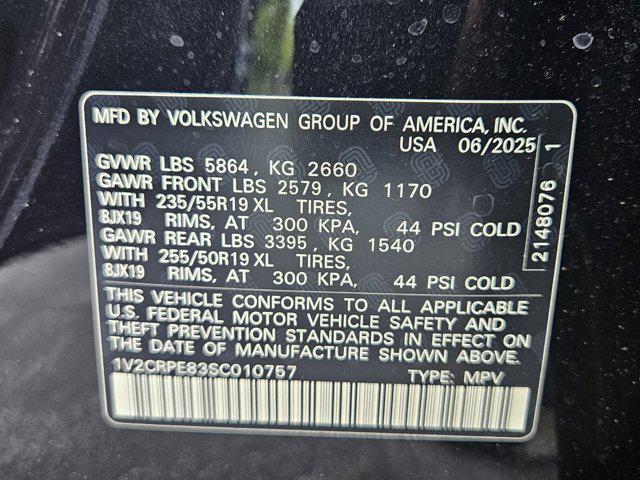 MFD BY VOLKSWAGEN GROUP OF AMERICA, INC.
USA 06/2025
GVWR LBS 5864, KG 2660
GAWR FRONT LBS 2579, KG 1170
WITH 235/55R19 XL TIRES,
8JX19 RIMS, AT 300 KPA, 44 PSI COLD
GAWR REAR LBS 3395, KG 1540
WITH 255/50R19 XL TIRES,
8JX19 RIMS, AT 300 KPA, 44 PSI COLD
THIS VEHICLE CONFORMS TO ALL APPLICABLE
U.S. FEDERAL MOTOR VEHICLE SAFETY AND
THEFT PREVENTION STANDARDS IN EFFECT ON
THE DATE OF MANUFACTURE SHOWN ABOVE.
1V2CRPE83SC010757 TYPE: MPV
2148076 1